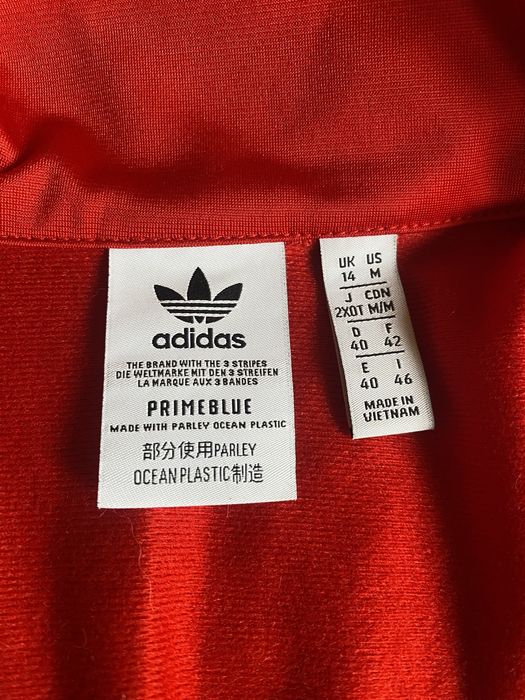 adidas
THE BRAND WITH THE 3 STRIPES
DIE WELTMARKE MIT DEN 3 STREIFEN
LA MARQUE AUX 3 BANDES
PRIMEBLUE
MADE WITH PARLEY OCEAN PLASTIC
部分使用PARLEY
OCEAN PLASTIC制造
UK US
14 M
J CDN
2XOT M/M
D F
40 42
E I
40 46
MADE IN
VIETNAM